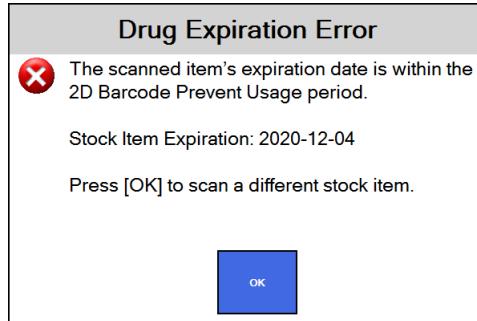 Drug Expiration Error
The scanned item's expiration date is within the
2D Barcode Prevent Usage period.
Stock Item Expiration: 2020-12-04
Press [OK] to scan a different stock item.
OK